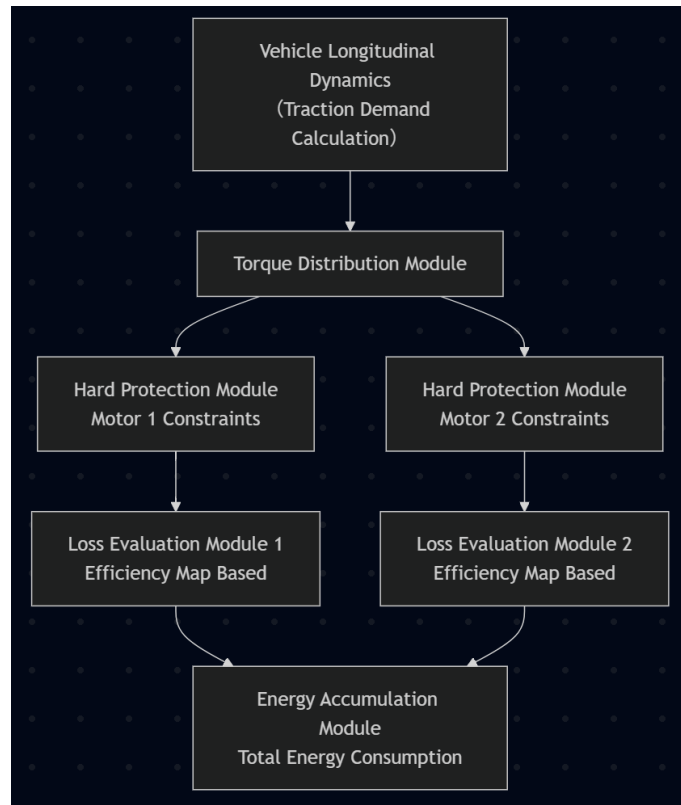 Vehicle Longitudinal
Dynamics
（Traction Demand
Calculation）
Torque Distribution Module
Hard Protection Module
Motor 1 Constraints
Hard Protection Module
Motor 2 Constraints
Loss Evaluation Module 1
Efficiency Map Based
Loss Evaluation Module 2
Efficiency Map Based
Energy Accumulation
Module
Total Energy Consumption